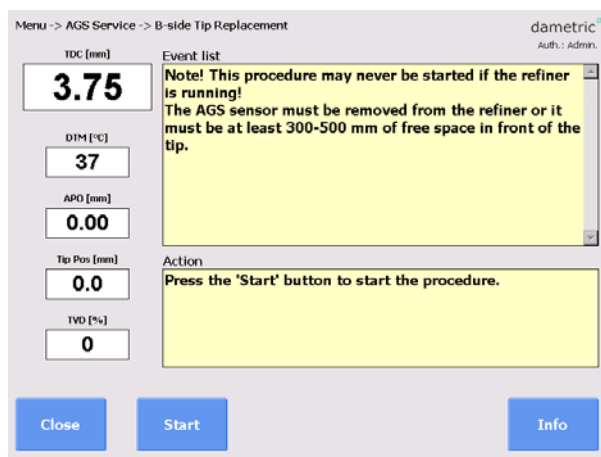 Menu -> AGS Service -> B-side Tip Replacement
dametric
Auth.: Admin.
TDC [mm]
3.75
DTM [°C]
37
APO [mm]
0.00
Tip Pos [mm]
0.0
TVD [%]
0
Event list
Note! This procedure may never be started if the refiner
is running!
The AGS sensor must be removed from the refiner or it
must be at least 300-500 mm of free space in front of the
tip.
Action
Press the 'Start' button to start the procedure.
Close
Start
Info